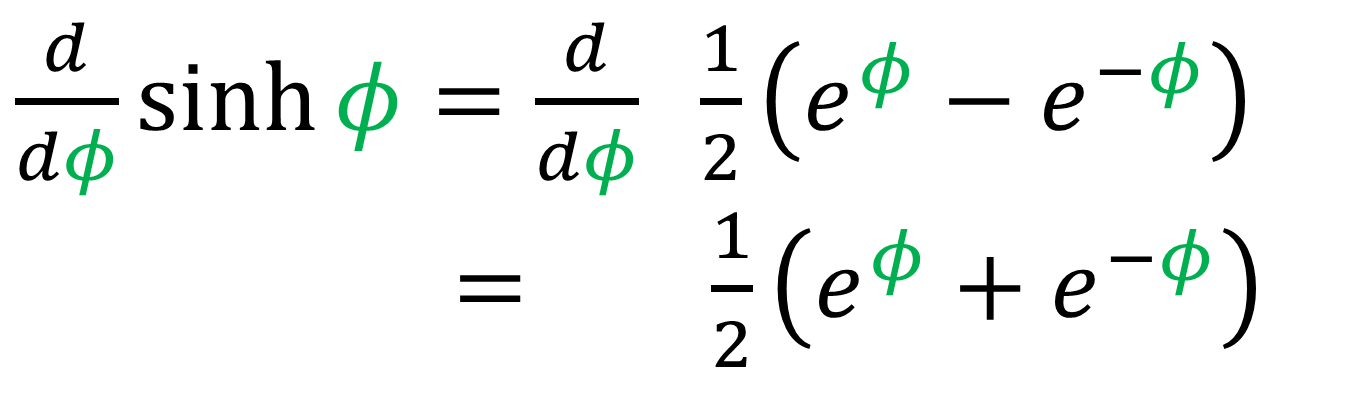 d/dϕ sinh ϕ = d/dϕ 1/2 (e^ϕ − e^−ϕ)
= 1/2 (e^ϕ + e^−ϕ)